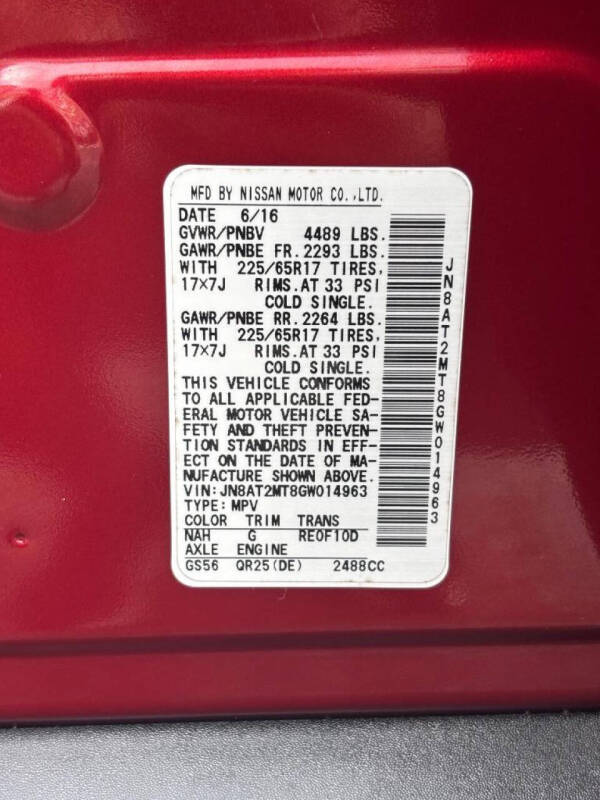 MFD BY NISSAN MOTOR CO.,LTD.
DATE 6/16
GVWR/PNBV 4489 LBS.
GAWR/PNBE FR. 2293 LBS.
WITH 225/65R17 TIRES,
17×7J RIMS. AT 33 PSI
COLD SINGLE.
GAWR/PNBE RR. 2264 LBS.
WITH 225/65R17 TIRES,
17×7J RIMS. AT 33 PSI
COLD SINGLE.
THIS VEHICLE CONFORMS
TO ALL APPLICABLE FED-
ERAL MOTOR VEHICLE SA-
FETY AND THEFT PREVEN-
TION STANDARDS IN EFF-
ECT ON THE DATE OF MA-
NUFACTURE SHOWN ABOVE.
VIN: JN8AT2MT8GW014963
TYPE: MPV
COLOR TRIM TRANS
NAH G RE0F10D
AXLE ENGINE
GS56 QR25(DE) 2488CC
JN8AT2MT8GW014963